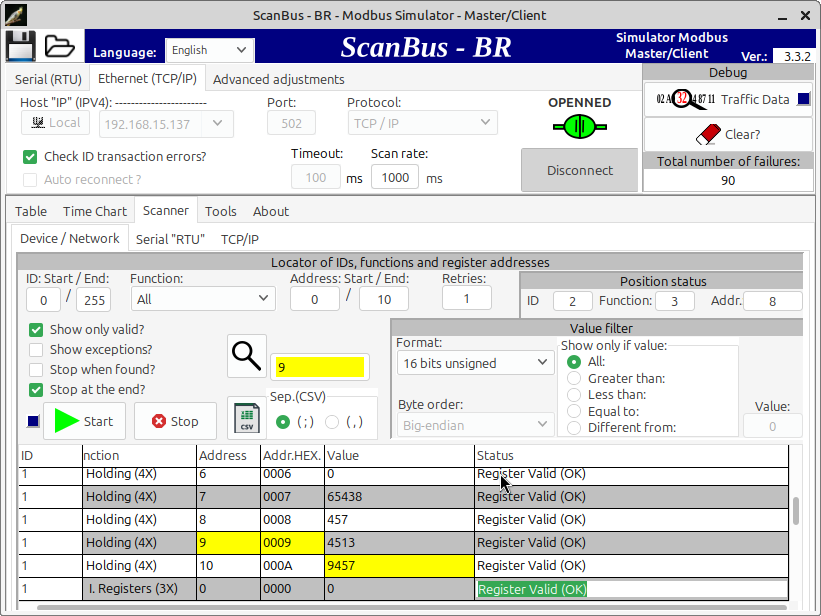 ScanBus - BR - Modbus Simulator - Master/Client
Language: English
ScanBus - BR
Simulator Modbus
Master/Client
Ver.: 3.3.2
Serial (RTU) Ethernet (TCP/IP) Advanced adjustments
Host "IP" (IPV4): -----------------------
Port:
Protocol:
Local
192.168.15.137
502
TCP / IP
OPENNED
Check ID transaction errors?
Auto reconnect ?
Timeout:
100 ms
Scan rate:
1000 ms
Disconnect
Debug
02 A 32 4 87 11 Traffic Data
Clear?
Total number of failures:
90
Table Time Chart Scanner Tools About
Device / Network Serial "RTU" TCP/IP
Locator of IDs, functions and register addresses
ID: Start / End:
0 / 255
Function:
All
Address: Start / End:
0 / 10
Retries:
1
Position status
ID 2 Function: 3 Addr. 8
Show only valid?
Show exceptions?
Stop when found?
Stop at the end?
9
Start
Stop
CSV
Sep.(CSV)
(;) (,)
Value filter
Format:
16 bits unsigned
Byte order:
Big-endian
Show only if value:
All:
Greater than:
Less than:
Equal to:
Different from:
Value:
0
ID nction Address Addr.HEX. Value Status
1 Holding (4X) 6 0006 0 Register Valid (OK)
1 Holding (4X) 7 0007 65438 Register Valid (OK)
1 Holding (4X) 8 0008 457 Register Valid (OK)
1 Holding (4X) 9 0009 4513 Register Valid (OK)
1 Holding (4X) 10 000A 9457 Register Valid (OK)
1 I. Registers (3X) 0 0000 0 Register Valid (OK)